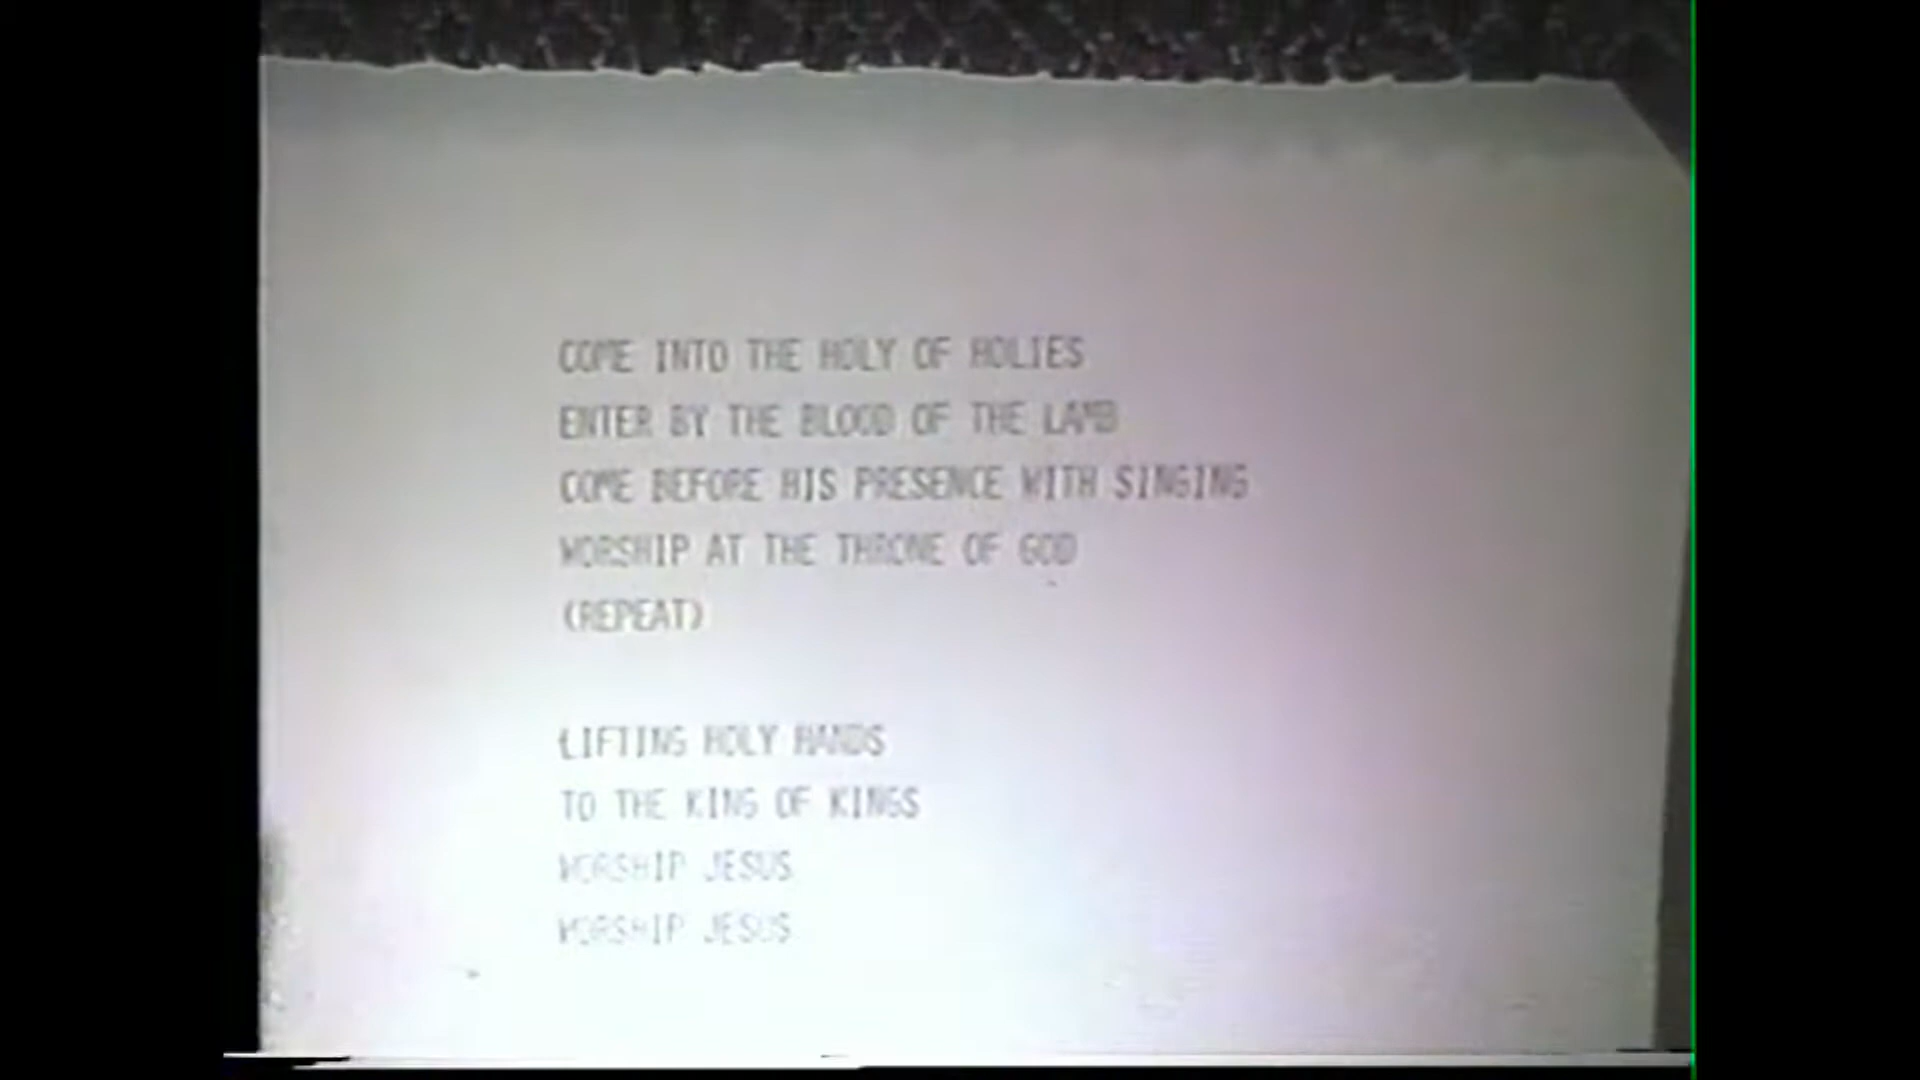 COME INTO THE HOLY OF HOLIES
ENTER BY THE BLOOD OF THE LAMB
COME BEFORE HIS PRESENCE WITH SINGING
WORSHIP AT THE THRONE OF GOD
(REPEAT)
LIFTING HOLY HANDS
TO THE KING OF KINGS
WORSHIP JESUS
WORSHIP JESUS